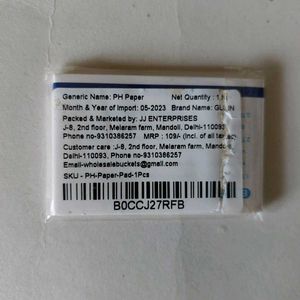 Generic Name: PH Paper Net Quantity : 1 N
Month & Year of Import: 05-2023 Brand Name:
Packed & Marketed by: JJ ENTERPRISES
J-8, 2nd floor, Melaram farm, Mandoli, Delhi-110093,
Phone no-9310386257 MRP : 109/- (Incl. of all taxes)
Customer care :J-8, 2nd floor, Melaram farm, Mandoli,
Delhi-110093, Phone no-9310386257
Email-wholesalebuckets@gmail.com
SKU - PH-Paper-Pad-1Pcs
B0CCJ27RFB